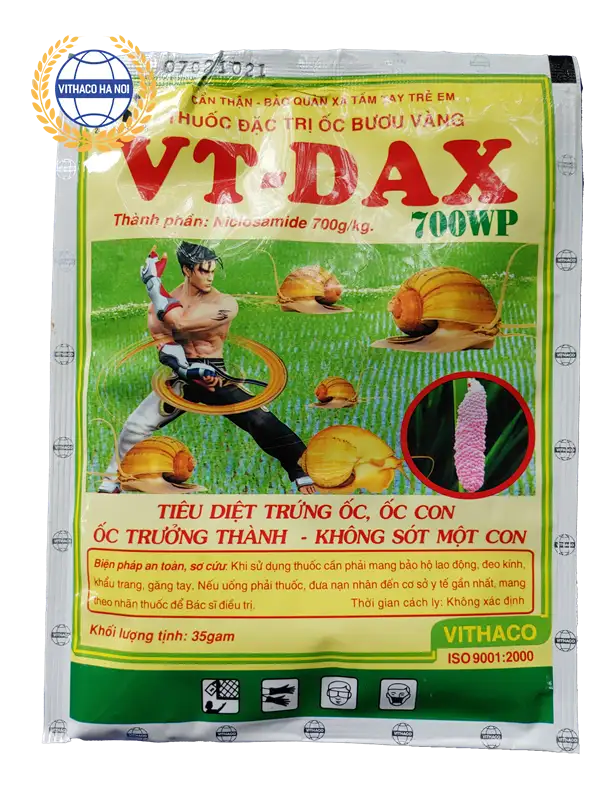 07021021
VITHACO HA NOI
CẨN THẬN - BẢO QUẢN XA TẦM TAY TRẺ EM
THUỐC ĐẶC TRỊ ỐC BƯƠU VÀNG
VT-DAX
Thành phần: Niclosamide 700g/kg.
700WP
TIÊU DIỆT TRỨNG ỐC, ỐC CON
ỐC TRƯỞNG THÀNH - KHÔNG SÓT MỘT CON
Biện pháp an toàn, sơ cứu: Khi sử dụng thuốc cần phải mang bảo hộ lao động, đeo kính,
khẩu trang, găng tay. Nếu uống phải thuốc, đưa nạn nhân đến cơ sở y tế gần nhất, mang
theo nhãn thuốc để Bác sĩ điều trị. Thời gian cách ly: Không xác định
Khối lượng tịnh: 35gam
VITHACO
ISO 9001:2000
VITHACO
VITHACO
VITHACO